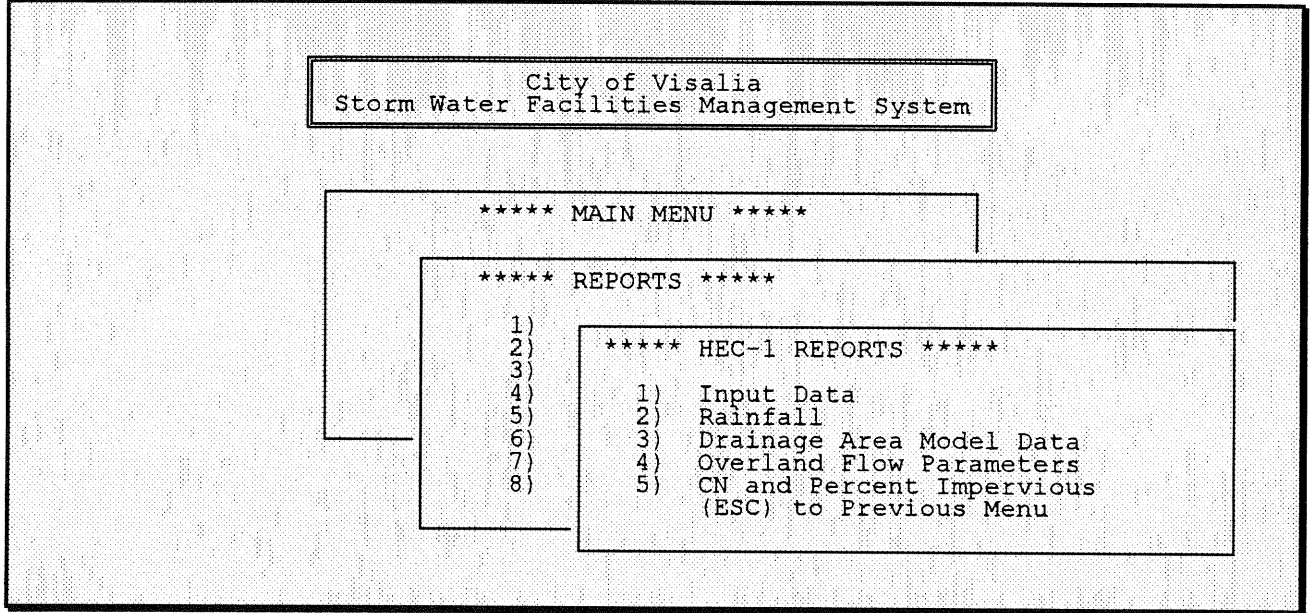 City of Visalia
Storm Water Facilities Management System
***** MAIN MENU *****
***** REPORTS *****
1)
2)
3)
4)
5)
6)
7)
8)
***** HEC-1 REPORTS *****
1) Input Data
2) Rainfall
3) Drainage Area Model Data
4) Overland Flow Parameters
5) CN and Percent Impervious
(ESC) to Previous Menu